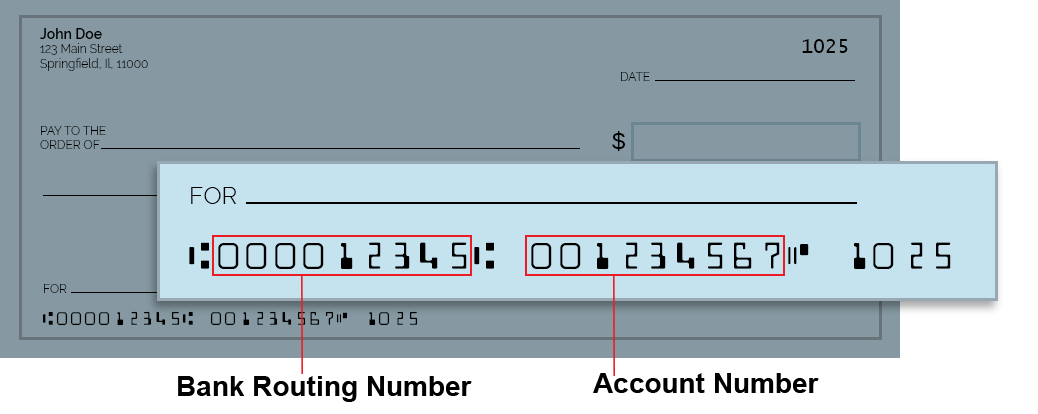 John Doe
123 Main Street
Springfield, Il, 11000
1025
DATE
PAY TO THE
ORDER OF
$
FOR
⑆000012345⑆ 001234567⑈ 1025
FOR
⑆000012345⑆ 001234567⑈ 1025
Bank Routing Number
Account Number